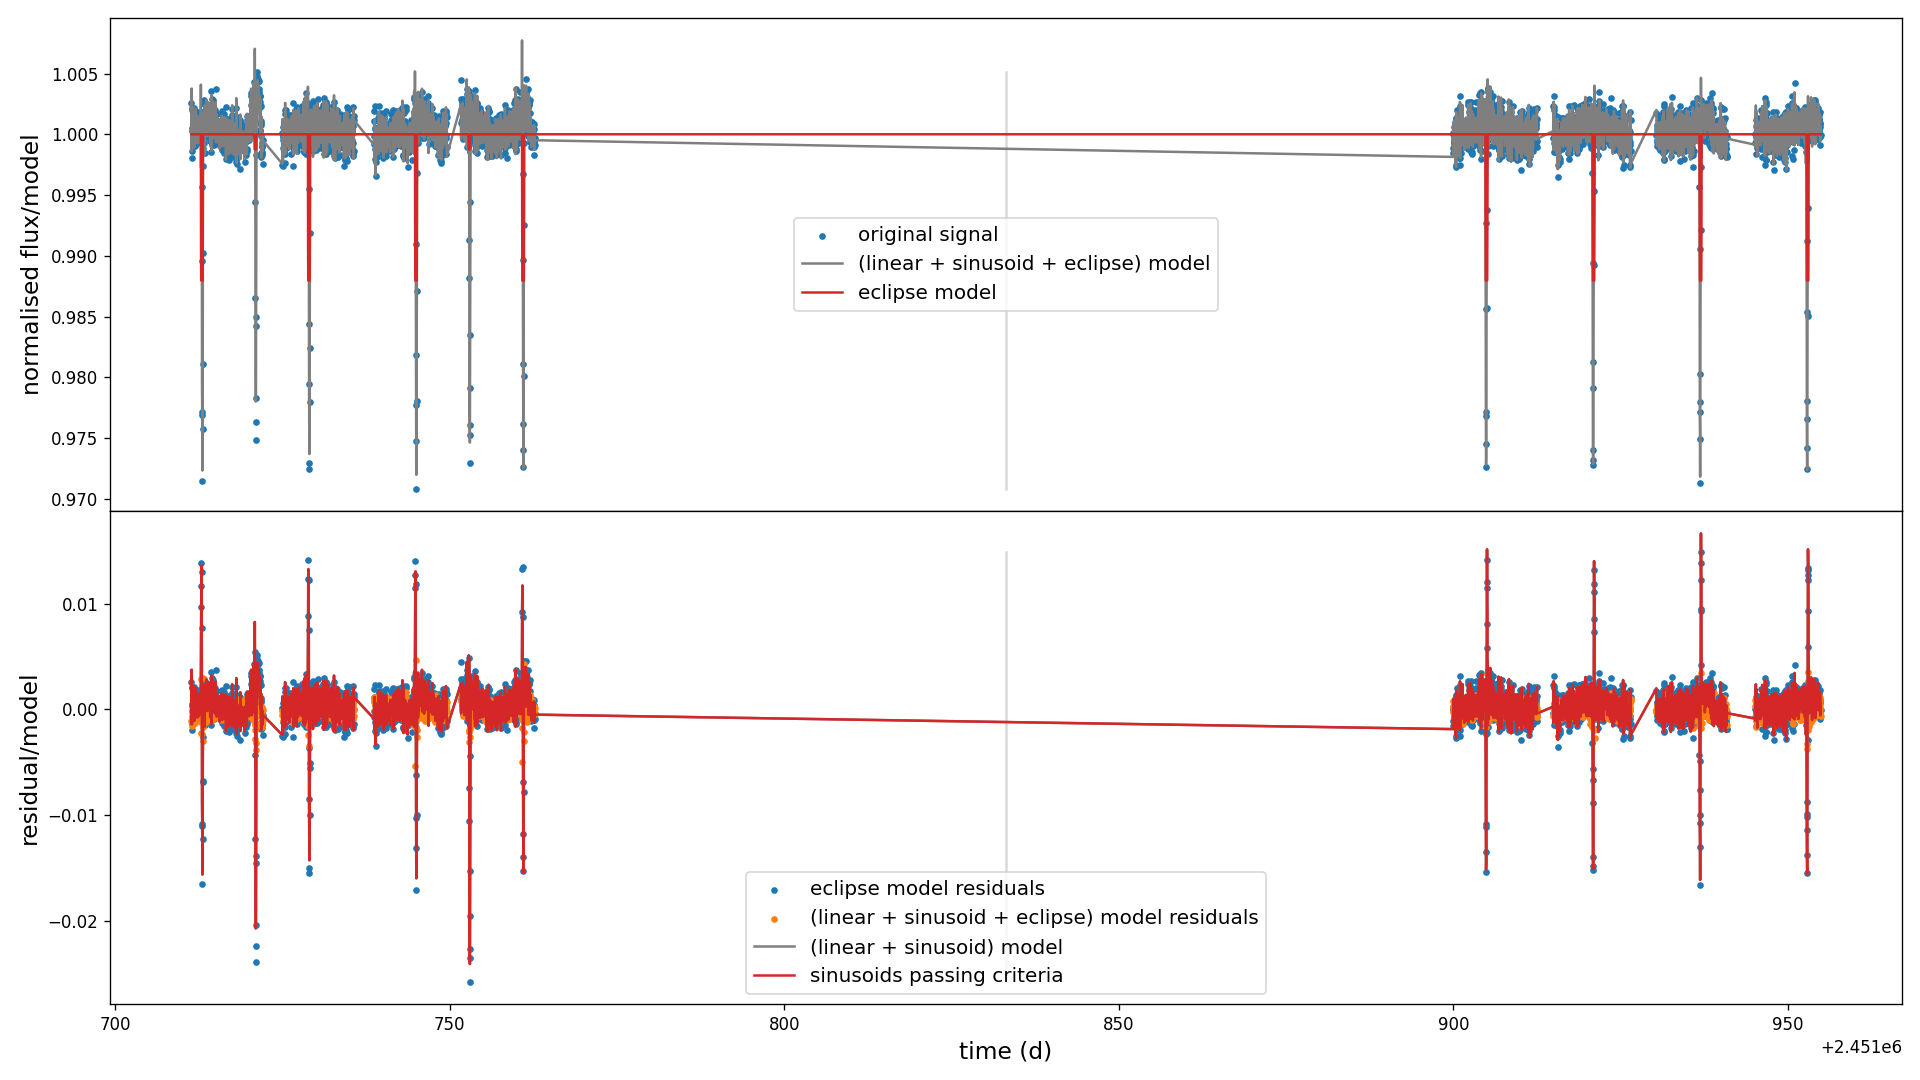 normalised flux/model
1.005
1.000
0.995
0.990
0.985
0.980
0.975
0.970
original signal
(linear + sinusoid + eclipse) model
eclipse model
residual/model
0.01
0.00
−0.01
−0.02
eclipse model residuals
(linear + sinusoid + eclipse) model residuals
(linear + sinusoid) model
sinusoids passing criteria
700 750 800 850 900 950
time (d)
+2.451e6